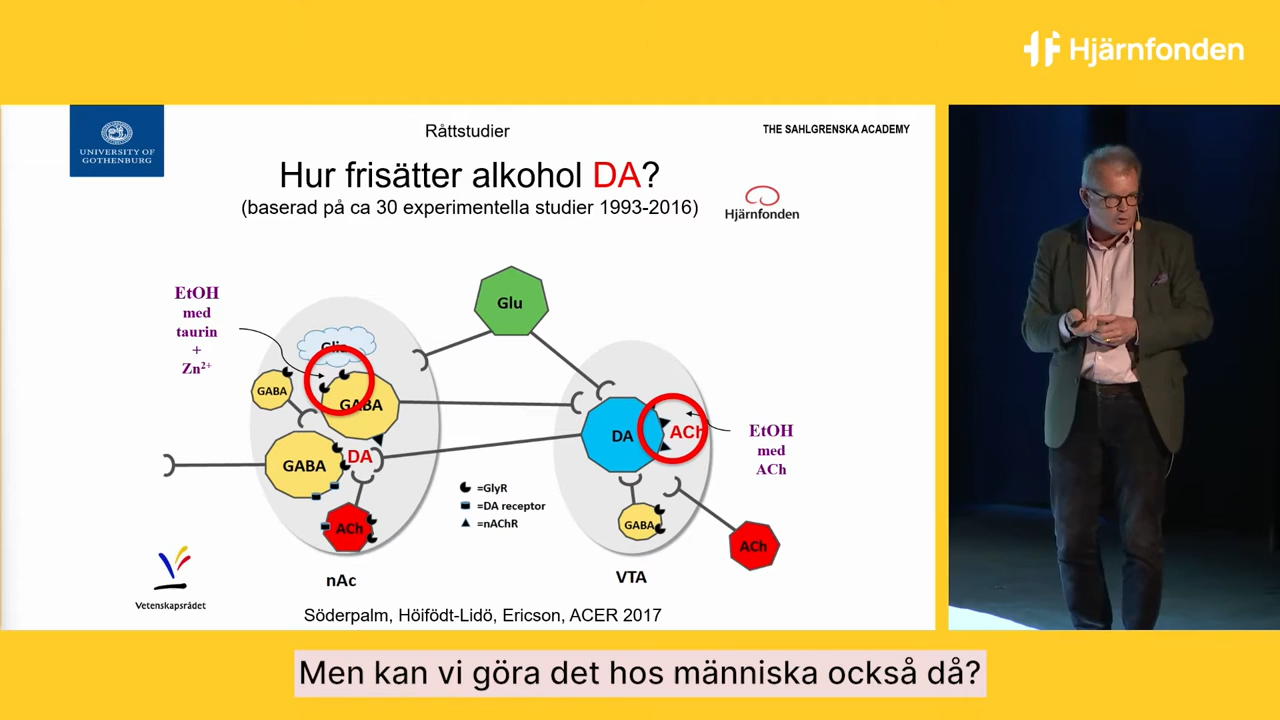 Hjärnfonden
UNIVERSITY OF
GOTHENBURG
Råttstudier
THE SAHLGRENSKA ACADEMY
Hur frisätter alkohol DA?
(baserad på ca 30 experimentella studier 1993-2016)
Hjärnfonden
EtOH
med
taurin
+
Zn²⁺
Glu
Glia
GABA
GABA
GABA
DA
ACh
DA
ACh
EtOH
med
ACh
GABA
ACh
=GlyR
=DA receptor
=nAChR
nAc
VTA
Vetenskapsrådet
Söderpalm, Höifödt-Lidö, Ericson, ACER 2017
Men kan vi göra det hos människa också då?